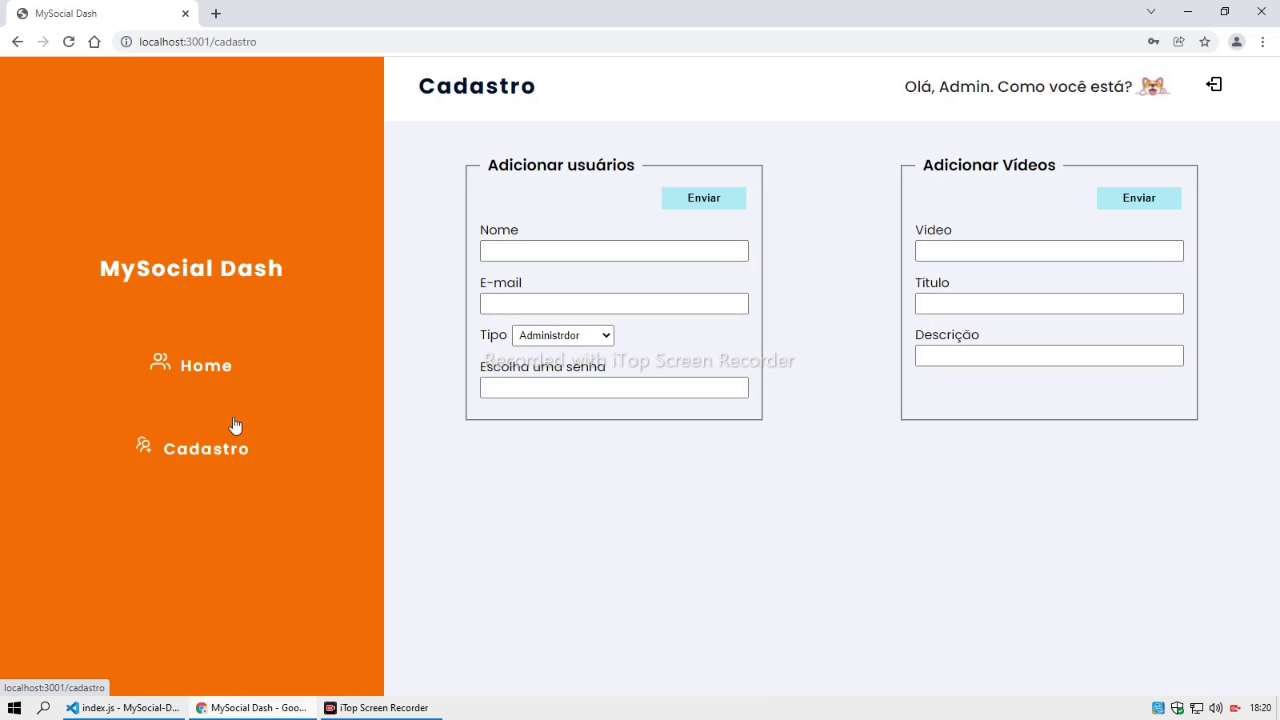 MySocial Dash
localhost:3001/cadastro
Cadastro
Olá, Admin. Como você está?
MySocial Dash
Home
Cadastro
Adicionar usuários
Enviar
Nome
E-mail
Tipo Administrdor
Escolha uma senha
Adicionar Vídeos
Enviar
Video
Título
Descrição
Recorded with iTop Screen Recorder
localhost:3001/cadastro
index.js - MySocial-D...
MySocial Dash - Goo...
iTop Screen Recorder
18:20